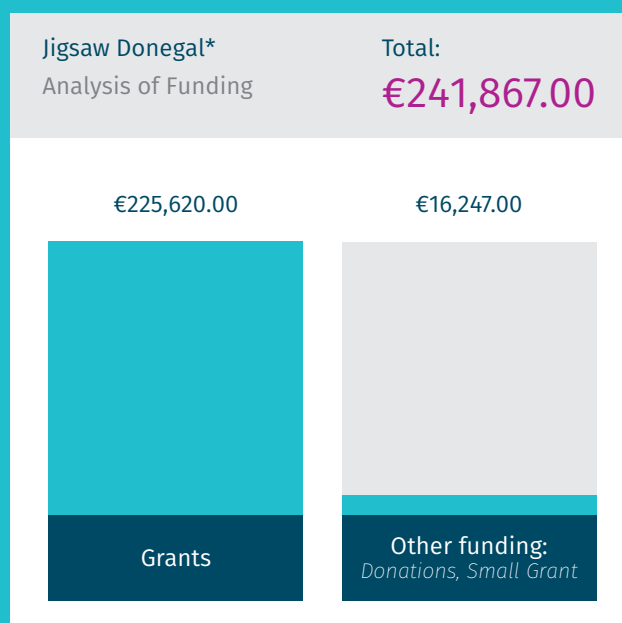 Jigsaw Donegal*
Analysis of Funding
Total:
€241,867.00
€225,620.00
€16,247.00
Grants
Other funding:
Donations, Small Grant